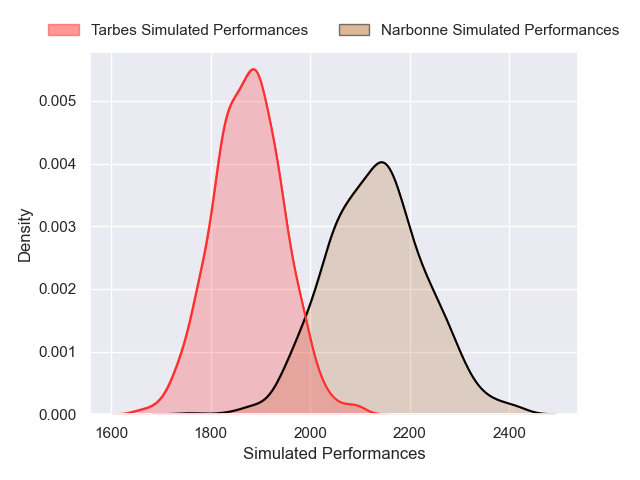 Tarbes Simulated Performances Narbonne Simulated Performances
0.005
0.004
0.003
0.002
0.001
0.000
Density
1600 1800 2000 2200 2400
Simulated Performances